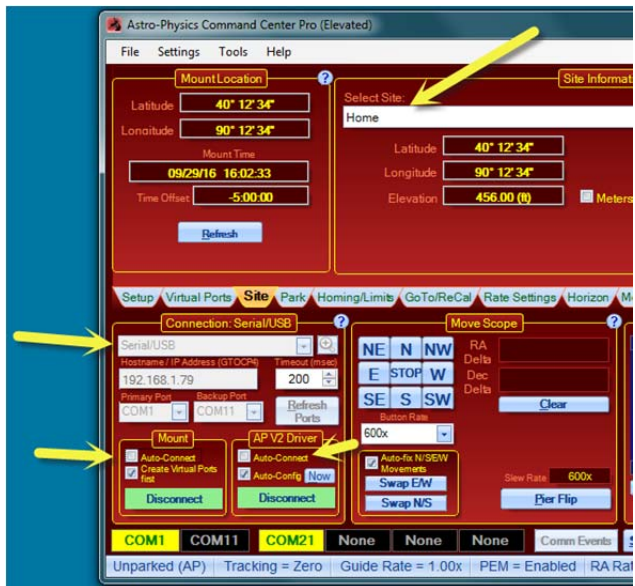 Astro-Physics Command Center Pro (Elevated)
File Settings Tools Help
Mount Location ?
Latitude 40° 12' 34"
Longitude 90° 12' 34"
Mount Time
09/29/16 16:02:33
Time Offset -5:00:00
Refresh
Site Informat
Select Site:
Home
Latitude 40° 12' 34"
Longitude 90° 12' 34"
Elevation 456.00 (ft) Meters
Setup Virtual Ports Site Park Homing/Limits GoTo/ReCal Rate Settings Horizon M
Connection: Serial/USB ?
Serial/USB
Hostname / IP Address (GTOCP4) Timeout (msec)
192.168.1.79 200
Primary Port Backup Port
COM1 COM11 Refresh Ports
Mount
Auto-Connect
Create Virtual Ports
first
Disconnect
AP V2 Driver
Auto-Connect
Auto-Config Now
Disconnect
Move Scope ?
NE N NW
E STOP W
SE S SW
RA
Delta
Dec
Delta
Clear
Button Rate
600x
Auto-fix N/S/E/W
Movements
Swap E/W
Swap N/S
Slew Rate 600x
Pier Flip
COM1 COM11 COM21 None None None Comm Events
Unparked (AP) Tracking = Zero Guide Rate = 1.00x PEM = Enabled RA Rat